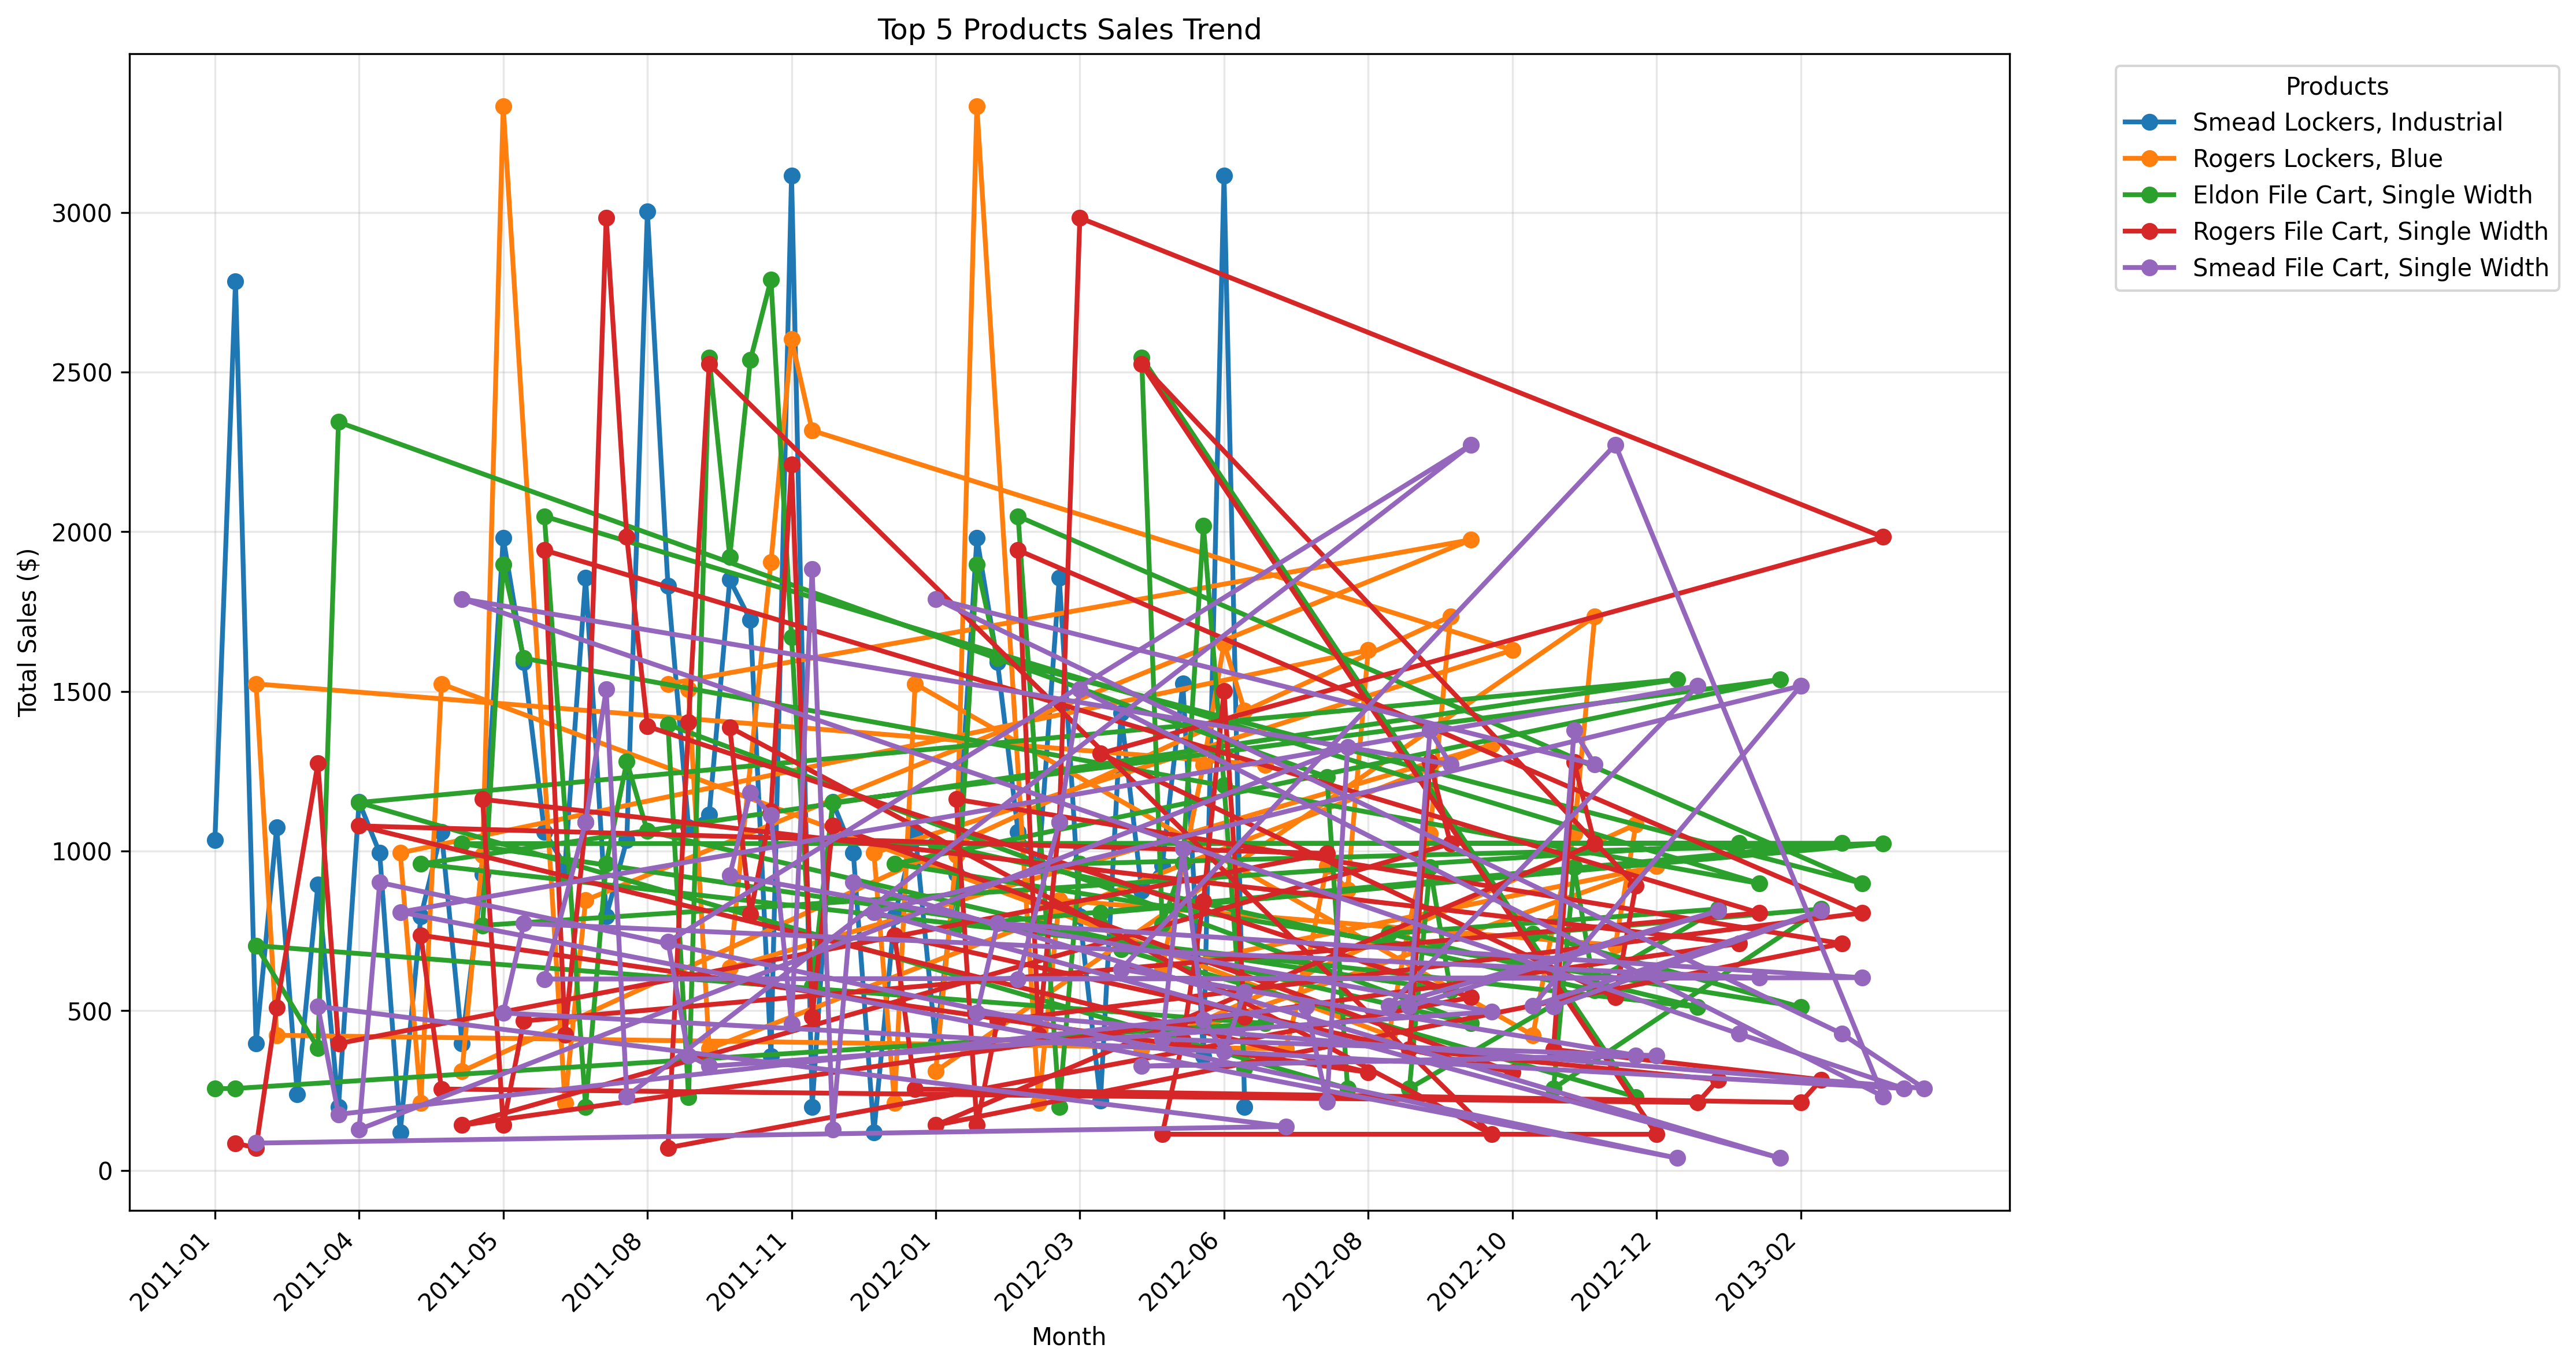 Top 5 Products Sales Trend
Total Sales ($)
3000
2500
2000
1500
1000
500
0
2011-01
2011-04
2011-05
2011-08
2011-11
2012-01
2012-03
2012-06
2012-08
2012-10
2012-12
2013-02
Month
Products
Smead Lockers, Industrial
Rogers Lockers, Blue
Eldon File Cart, Single Width
Rogers File Cart, Single Width
Smead File Cart, Single Width